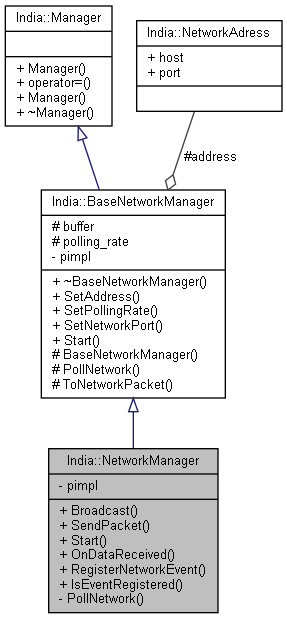 India::Manager
+ Manager()
+ operator=()
+ Manager()
+ ~Manager()
India::NetworkAdress
+ host
+ port
#address
India::BaseNetworkManager
# buffer
# polling_rate
- pimpl
+ ~BaseNetworkManager()
+ SetAddress()
+ SetPollingRate()
+ SetNetworkPort()
+ Start()
# BaseNetworkManager()
# PollNetwork()
# ToNetworkPacket()
India::NetworkManager
- pimpl
+ Broadcast()
+ SendPacket()
+ Start()
+ OnDataReceived()
+ RegisterNetworkEvent()
+ IsEventRegistered()
- PollNetwork()